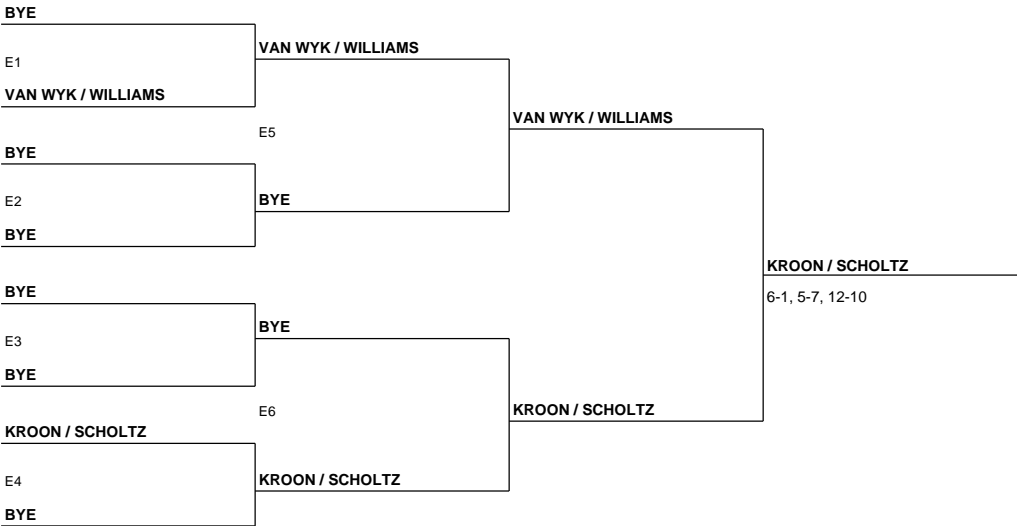 BYE
E1
VAN WYK / WILLIAMS
VAN WYK / WILLIAMS
E5
VAN WYK / WILLIAMS
BYE
E2
BYE
BYE
KROON / SCHOLTZ
6-1, 5-7, 12-10
BYE
E3
BYE
BYE
E6
KROON / SCHOLTZ
KROON / SCHOLTZ
E4
KROON / SCHOLTZ
BYE